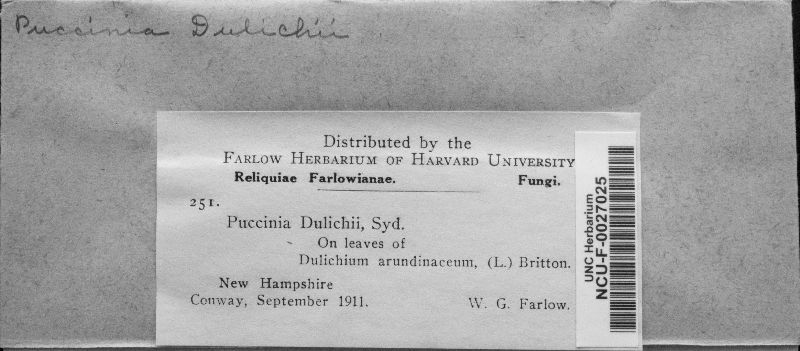 Puccinia Dulichii
Distributed by the
FARLOW HERBARIUM OF HARVARD UNIVERSITY
Reliquiae Farlowianae. Fungi.
251.
Puccinia Dulichii, Syd.
On leaves of
Dulichium arundinaceum, (L.) Britton.
New Hampshire
Conway, September 1911. W. G. Farlow.
UNC Herbarium
NCU-F-0027025